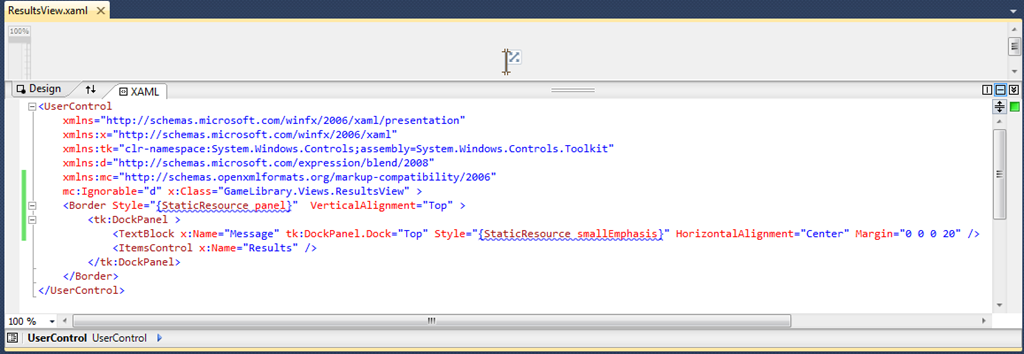 ResultsView.xaml
100%
Design
XAML
<UserControl
xmlns="http://schemas.microsoft.com/winfx/2006/xaml/presentation"
xmlns:x="http://schemas.microsoft.com/winfx/2006/xaml"
xmlns:tk="clr-namespace:System.Windows.Controls;assembly=System.Windows.Controls.Toolkit"
xmlns:d="http://schemas.microsoft.com/expression/blend/2008"
xmlns:mc="http://schemas.openxmlformats.org/markup-compatibility/2006"
mc:Ignorable="d" x:Class="GameLibrary.Views.ResultsView" >
<Border Style="{StaticResource panel}"  VerticalAlignment="Top" >
<tk:DockPanel >
<TextBlock x:Name="Message" tk:DockPanel.Dock="Top" Style="{StaticResource smallEmphasis}" HorizontalAlignment="Center" Margin="0 0 0 20" />
<ItemsControl x:Name="Results" />
</tk:DockPanel>
</Border>
</UserControl>
100 %
UserControl UserControl